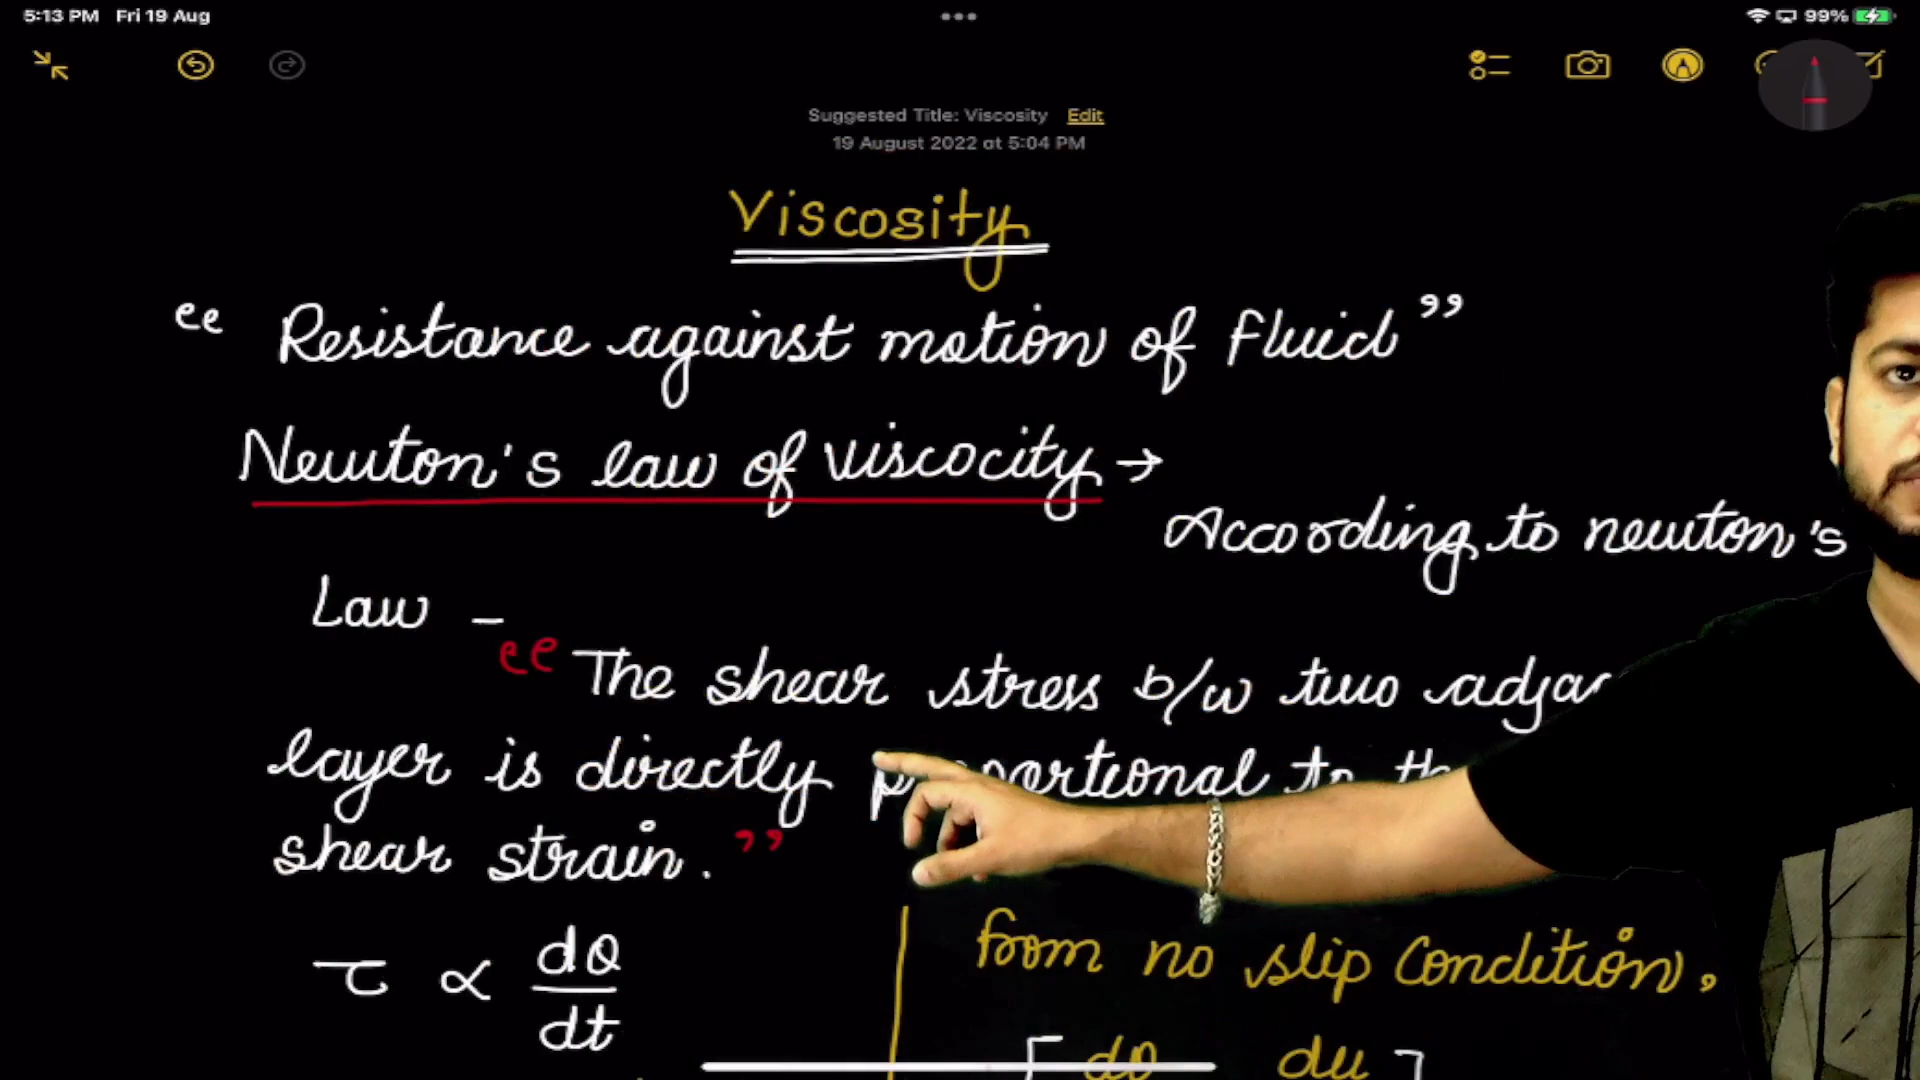 5:13 PM Fri 19 Aug
99%
Suggested Title: Viscosity Edit
19 August 2022 at 5:04 PM
Viscosity
“ Resistance against motion of fluid ”
Newton's law of viscocity →
According to newton's
Law –
“ The shear stress b/w two
layer is directly to
shear strain. ”
τ ∝ dθ
dt
from no slip condition,
[ dθ du ]